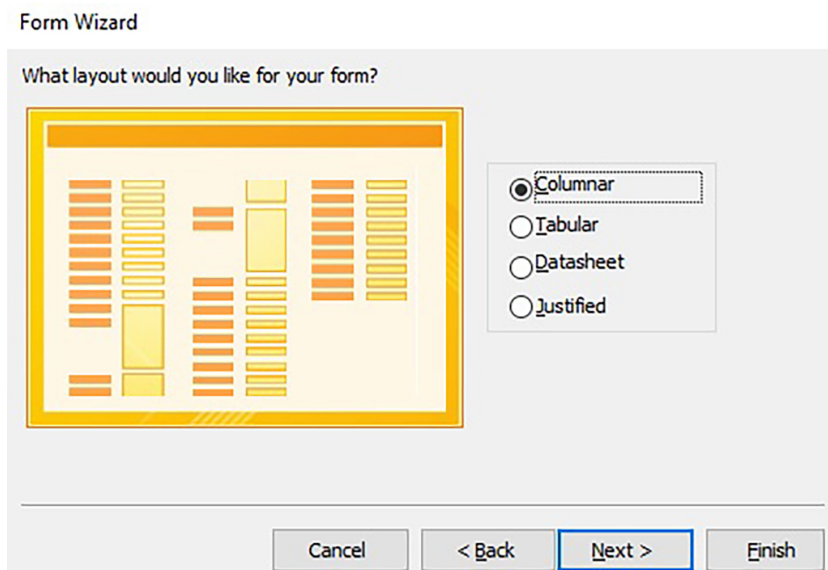 Form Wizard
What layout would you like for your form?
Columnar
Tabular
Datasheet
Justified
Cancel
< Back
Next >
Finish